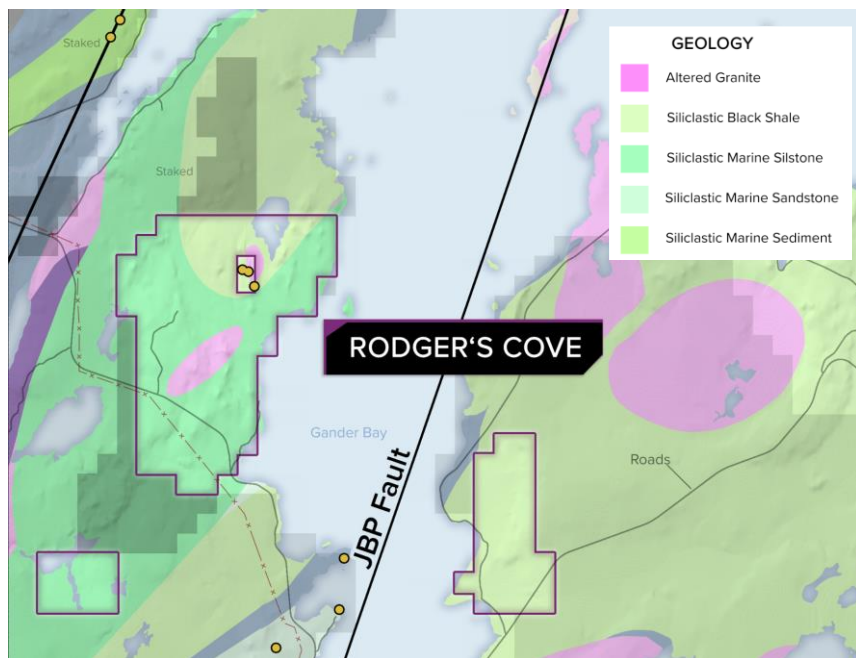 Staked
Staked
GEOLOGY
Altered Granite
Siliclastic Black Shale
Siliclastic Marine Silstone
Siliclastic Marine Sandstone
Siliclastic Marine Sediment
RODGER'S COVE
Gander Bay
JBP Fault
Roads